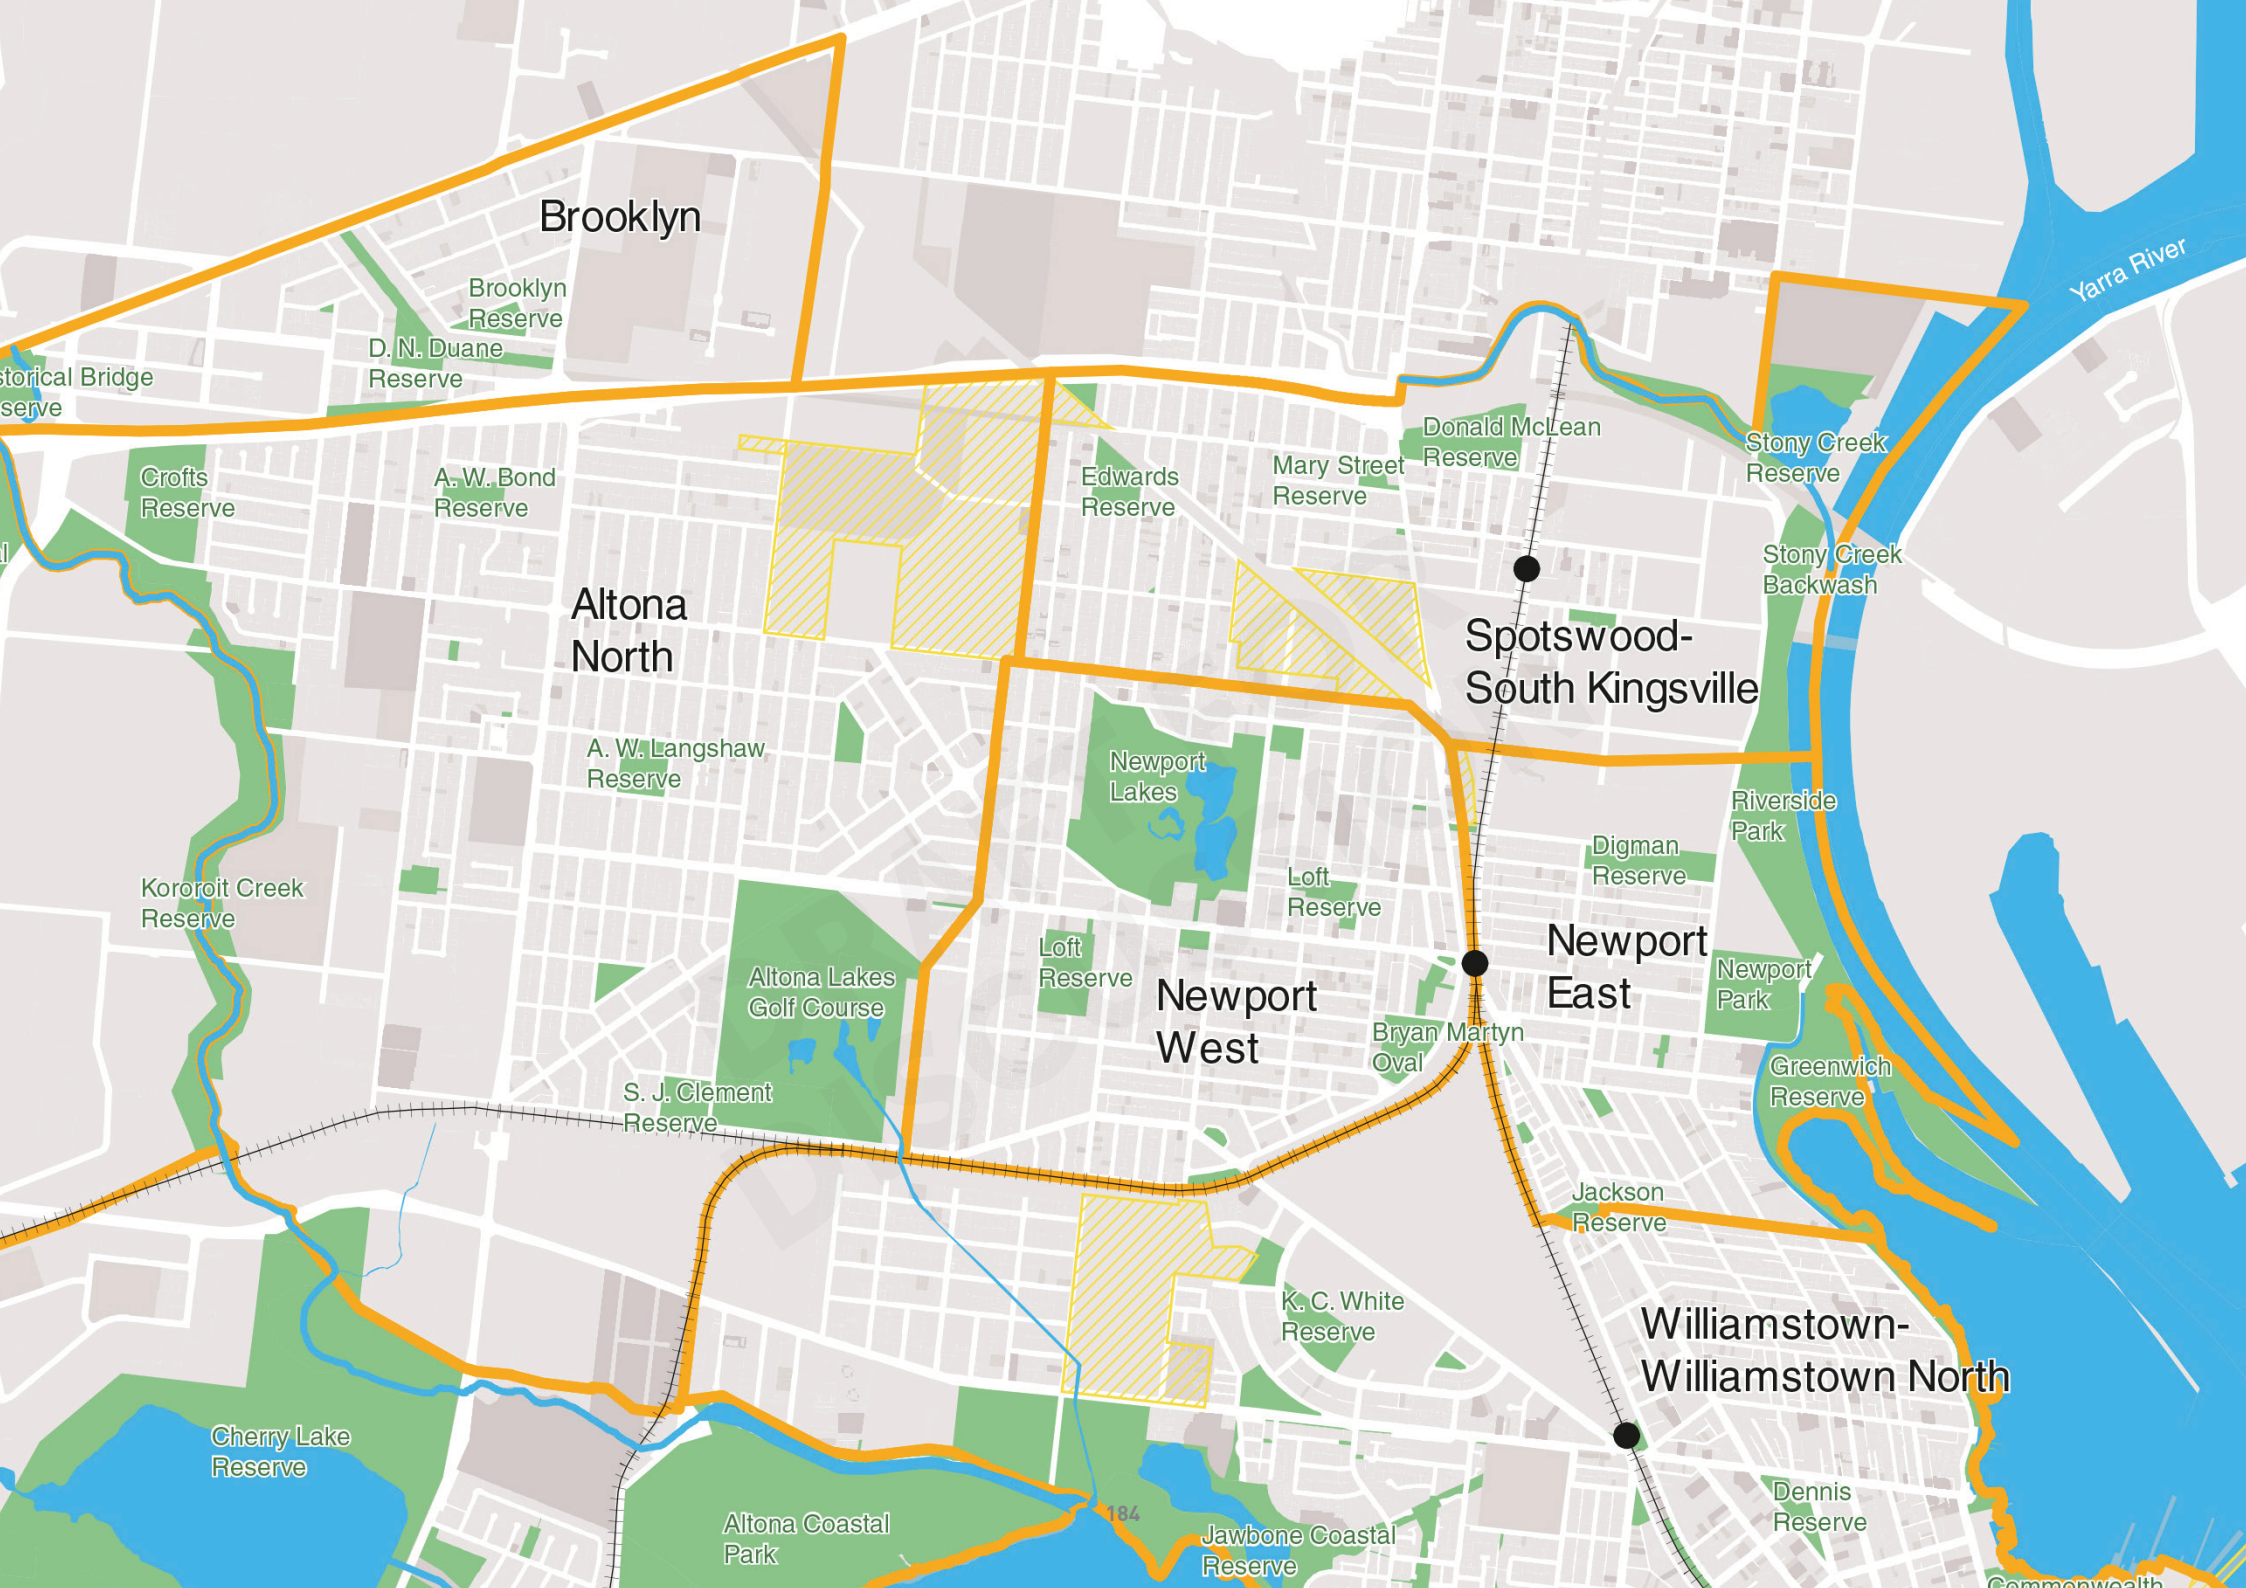 Brooklyn
Yarra River
Brooklyn
Reserve
D. N. Duane
Reserve
storical Bridge
serve
Donald McLean
Reserve
Stony Creek
Reserve
Crofts
Reserve
A. W. Bond
Reserve
Edwards
Reserve
Mary Street
Reserve
Stony Creek
Backwash
Altona
North
Spotswood-
South Kingsville
A. W. Langshaw
Reserve
Newport
Lakes
Riverside
Park
Digman
Reserve
Kororoit Creek
Reserve
Loft
Reserve
Newport
East
Loft
Reserve
Newport
West
Altona Lakes
Golf Course
Newport
Park
Bryan Martyn
Oval
Greenwich
Reserve
S. J. Clement
Reserve
Jackson
Reserve
K. C. White
Reserve
Williamstown-
Williamstown North
Cherry Lake
Reserve
Dennis
Reserve
Altona Coastal
Park
184
Jawbone Coastal
Reserve
Commonwealth